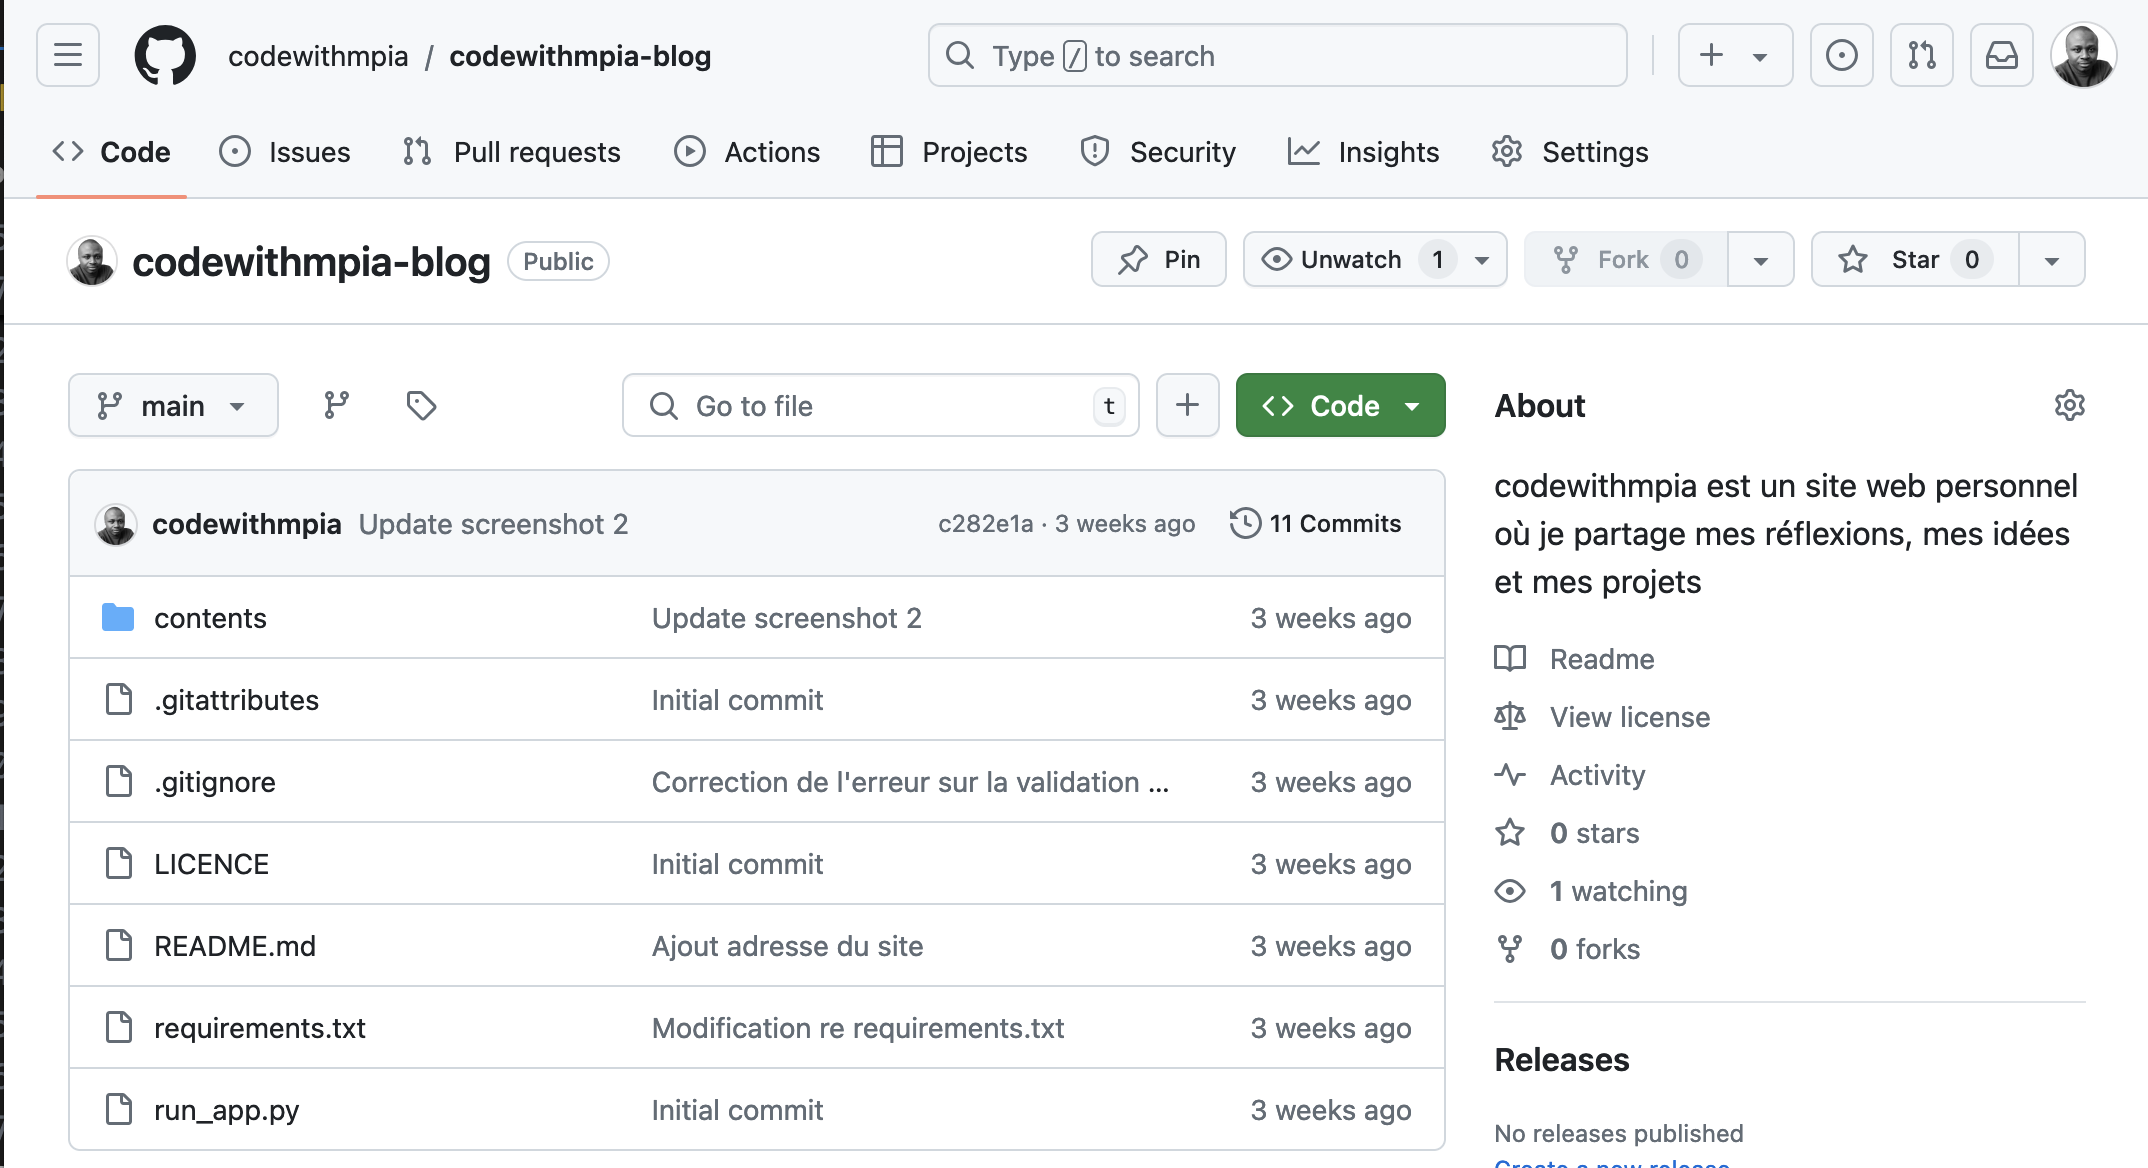 codewithmpia / codewithmpia-blog
Type / to search
Code
Issues
Pull requests
Actions
Projects
Security
Insights
Settings
codewithmpia-blog
Public
Pin
Unwatch 1
Fork 0
Star 0
main
Go to file
t
Code
About
codewithmpia est un site web personnel
où je partage mes réflexions, mes idées
et mes projets
codewithmpia Update screenshot 2
c282e1a · 3 weeks ago
11 Commits
contents Update screenshot 2 3 weeks ago
.gitattributes Initial commit 3 weeks ago
.gitignore Correction de l'erreur sur la validation ... 3 weeks ago
LICENCE Initial commit 3 weeks ago
README.md Ajout adresse du site 3 weeks ago
requirements.txt Modification re requirements.txt 3 weeks ago
run_app.py Initial commit 3 weeks ago
Readme
View license
Activity
0 stars
1 watching
0 forks
Releases
No releases published
Create a new release